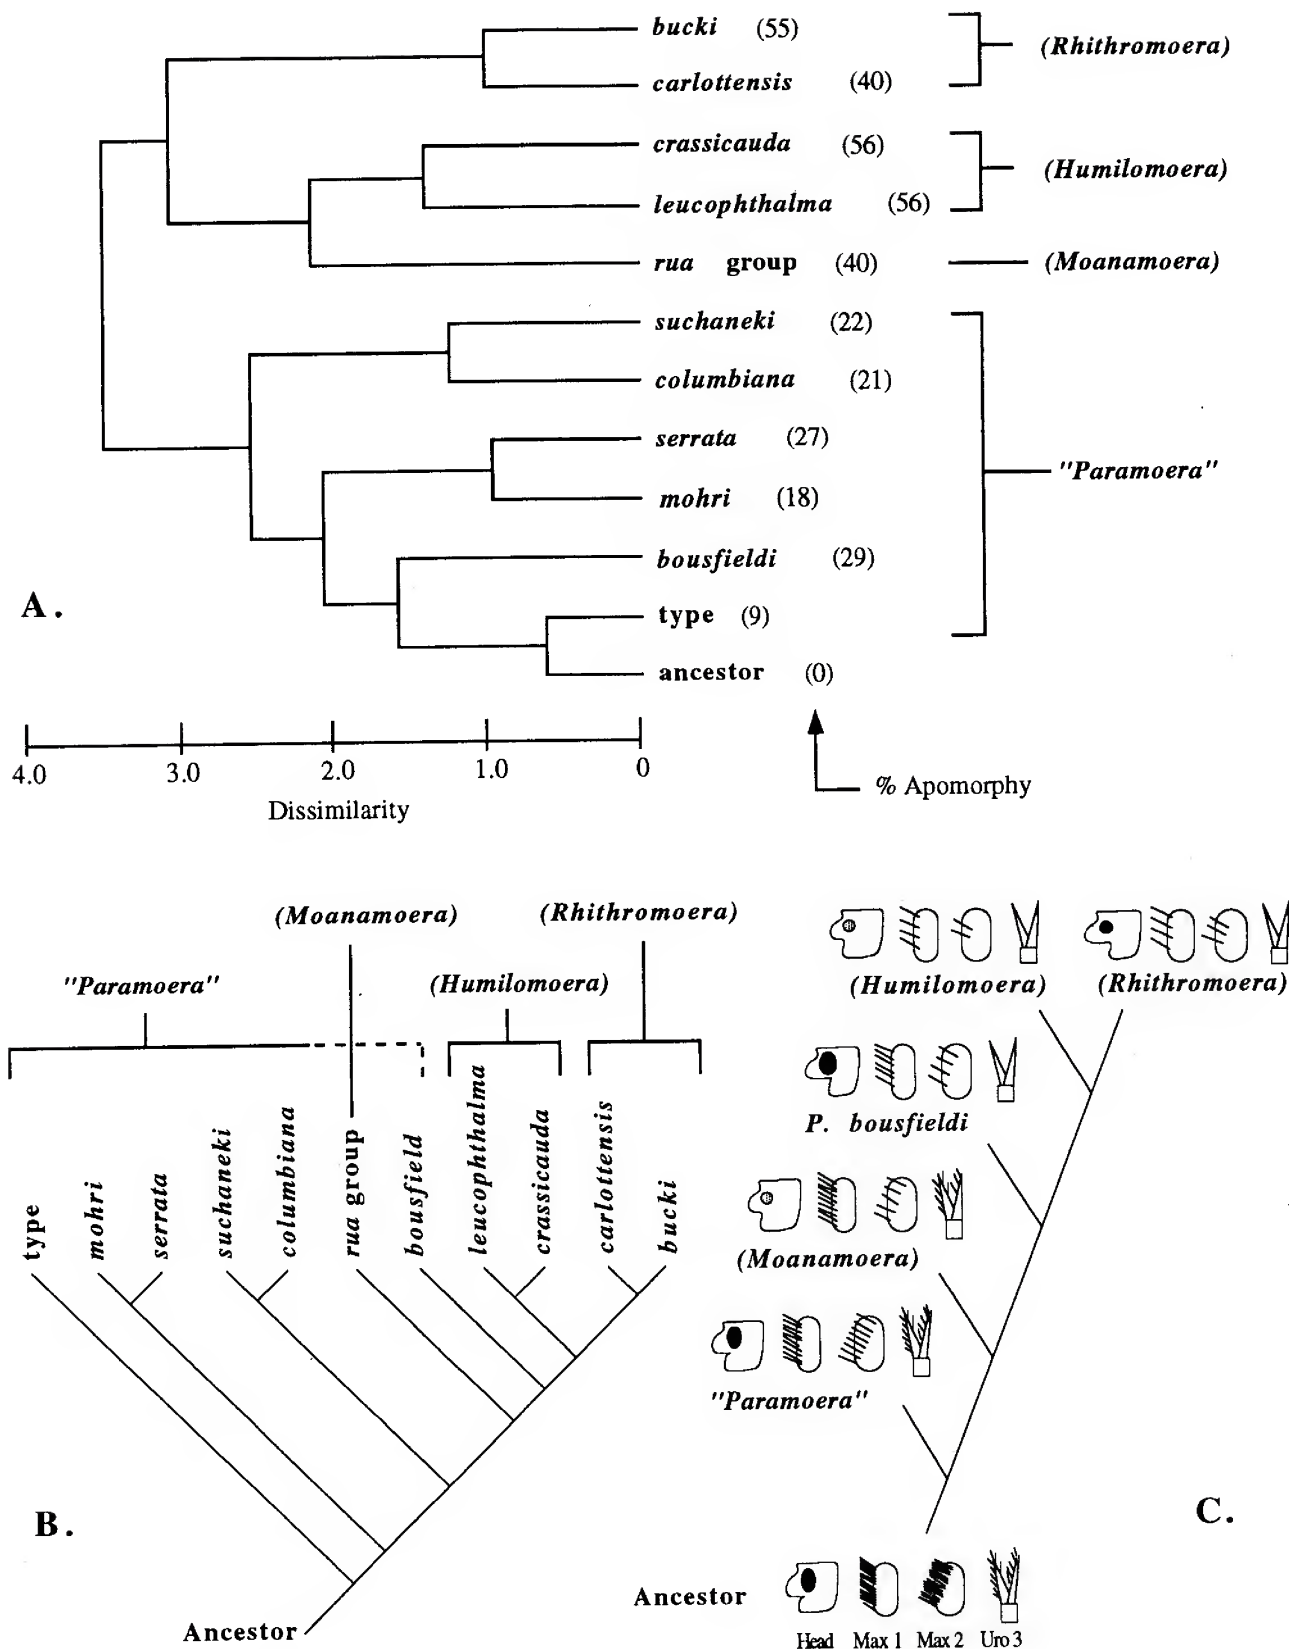 bucki (55)
(Rhithromoera)
carlottensis (40)
crassicauda (56)
(Humilomoera)
leucophthalma (56)
rua group (40)
(Moanamoera)
suchaneki (22)
columbiana (21)
serrata (27)
"Paramoera"
mohri (18)
bousfieldi (29)
A.
type (9)
ancestor (0)
4.0 3.0 2.0 1.0 0
Dissimilarity
% Apomorphy
(Moanamoera) (Rhithromoera)
"Paramoera" (Humilomoera)
type
mohri
serrata
suchaneki
columbiana
rua group
bousfield
leucophthalma
crassicauda
carlottensis
bucki
B.
Ancestor
(Humilomoera) (Rhithromoera)
P. bousfieldi
(Moanamoera)
"Paramoera"
C.
Ancestor
Head Max 1 Max 2 Uro 3